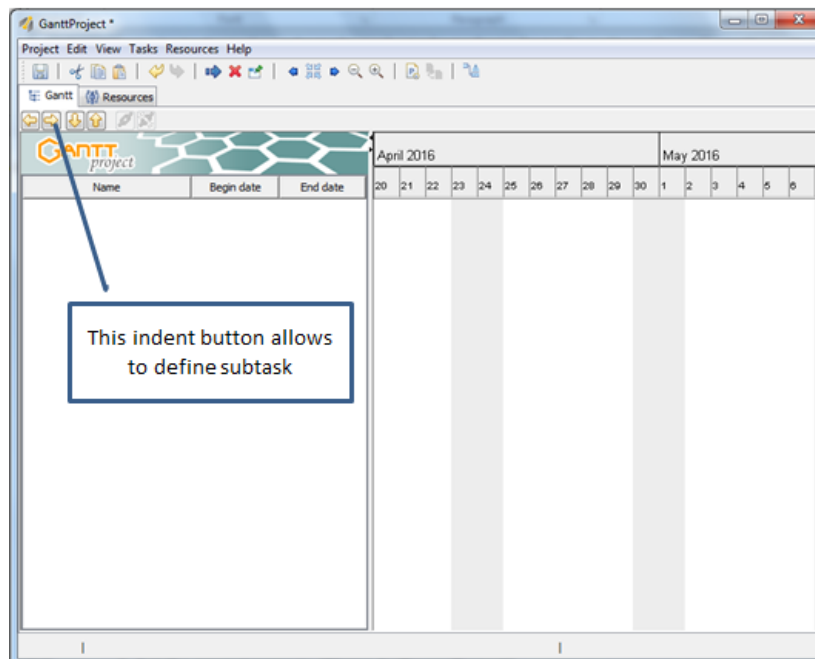 GanttProject *
Project Edit View Tasks Resources Help
Gantt Resources
GANTT
project
April 2016 May 2016
Name Begin date End date 20 21 22 23 24 25 26 27 28 29 30 1 2 3 4 5 6
This indent button allows
to define subtask